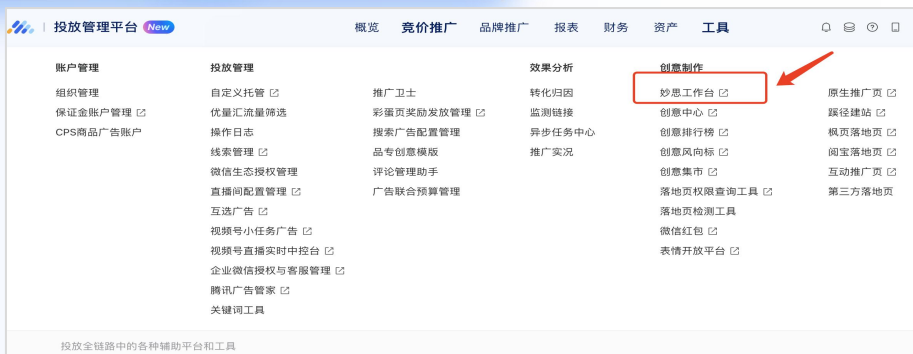 投放管理平台 New 概览 竞价推广 品牌推广 报表 财务 资产 工具
账户管理 投放管理 效果分析 创意制作
组织管理 自定义托管 推广卫士 转化归因 妙思工作台 原生推广页
保证金账户管理 优量汇流量筛选 彩蛋页奖励发放管理 监测链接 创意中心 蹊径建站
CPS商品广告账户 操作日志 搜索广告配置管理 异步任务中心 创意排行榜 枫页落地页
线索管理 品专创意模版 推广实况 创意风向标 阅宝落地页
微信生态授权管理 评论管理助手 创意集市 互动推广页
直播间配置管理 广告联合预算管理 落地页权限查询工具 第三方落地页
互选广告 落地页检测工具
视频号小任务广告 微信红包
视频号直播实时中控台 表情开放平台
企业微信授权与客服管理
腾讯广告管家
关键词工具
投放全链路中的各种辅助平台和工具